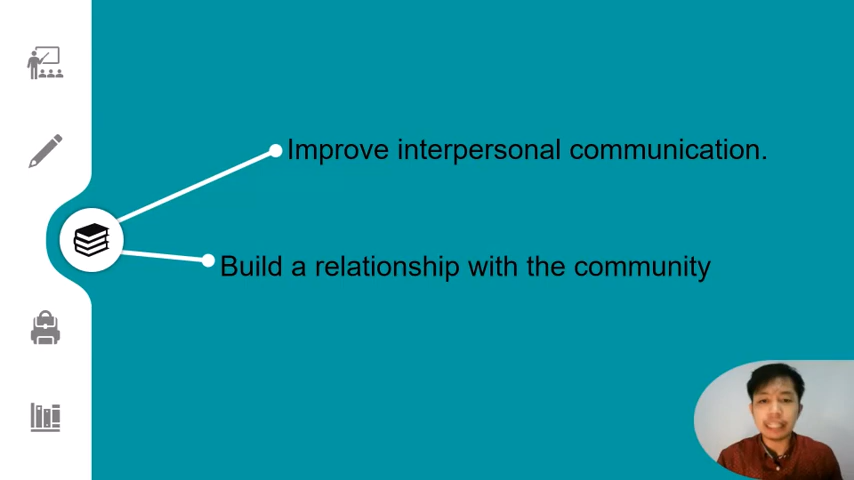 Improve interpersonal communication.
Build a relationship with the community